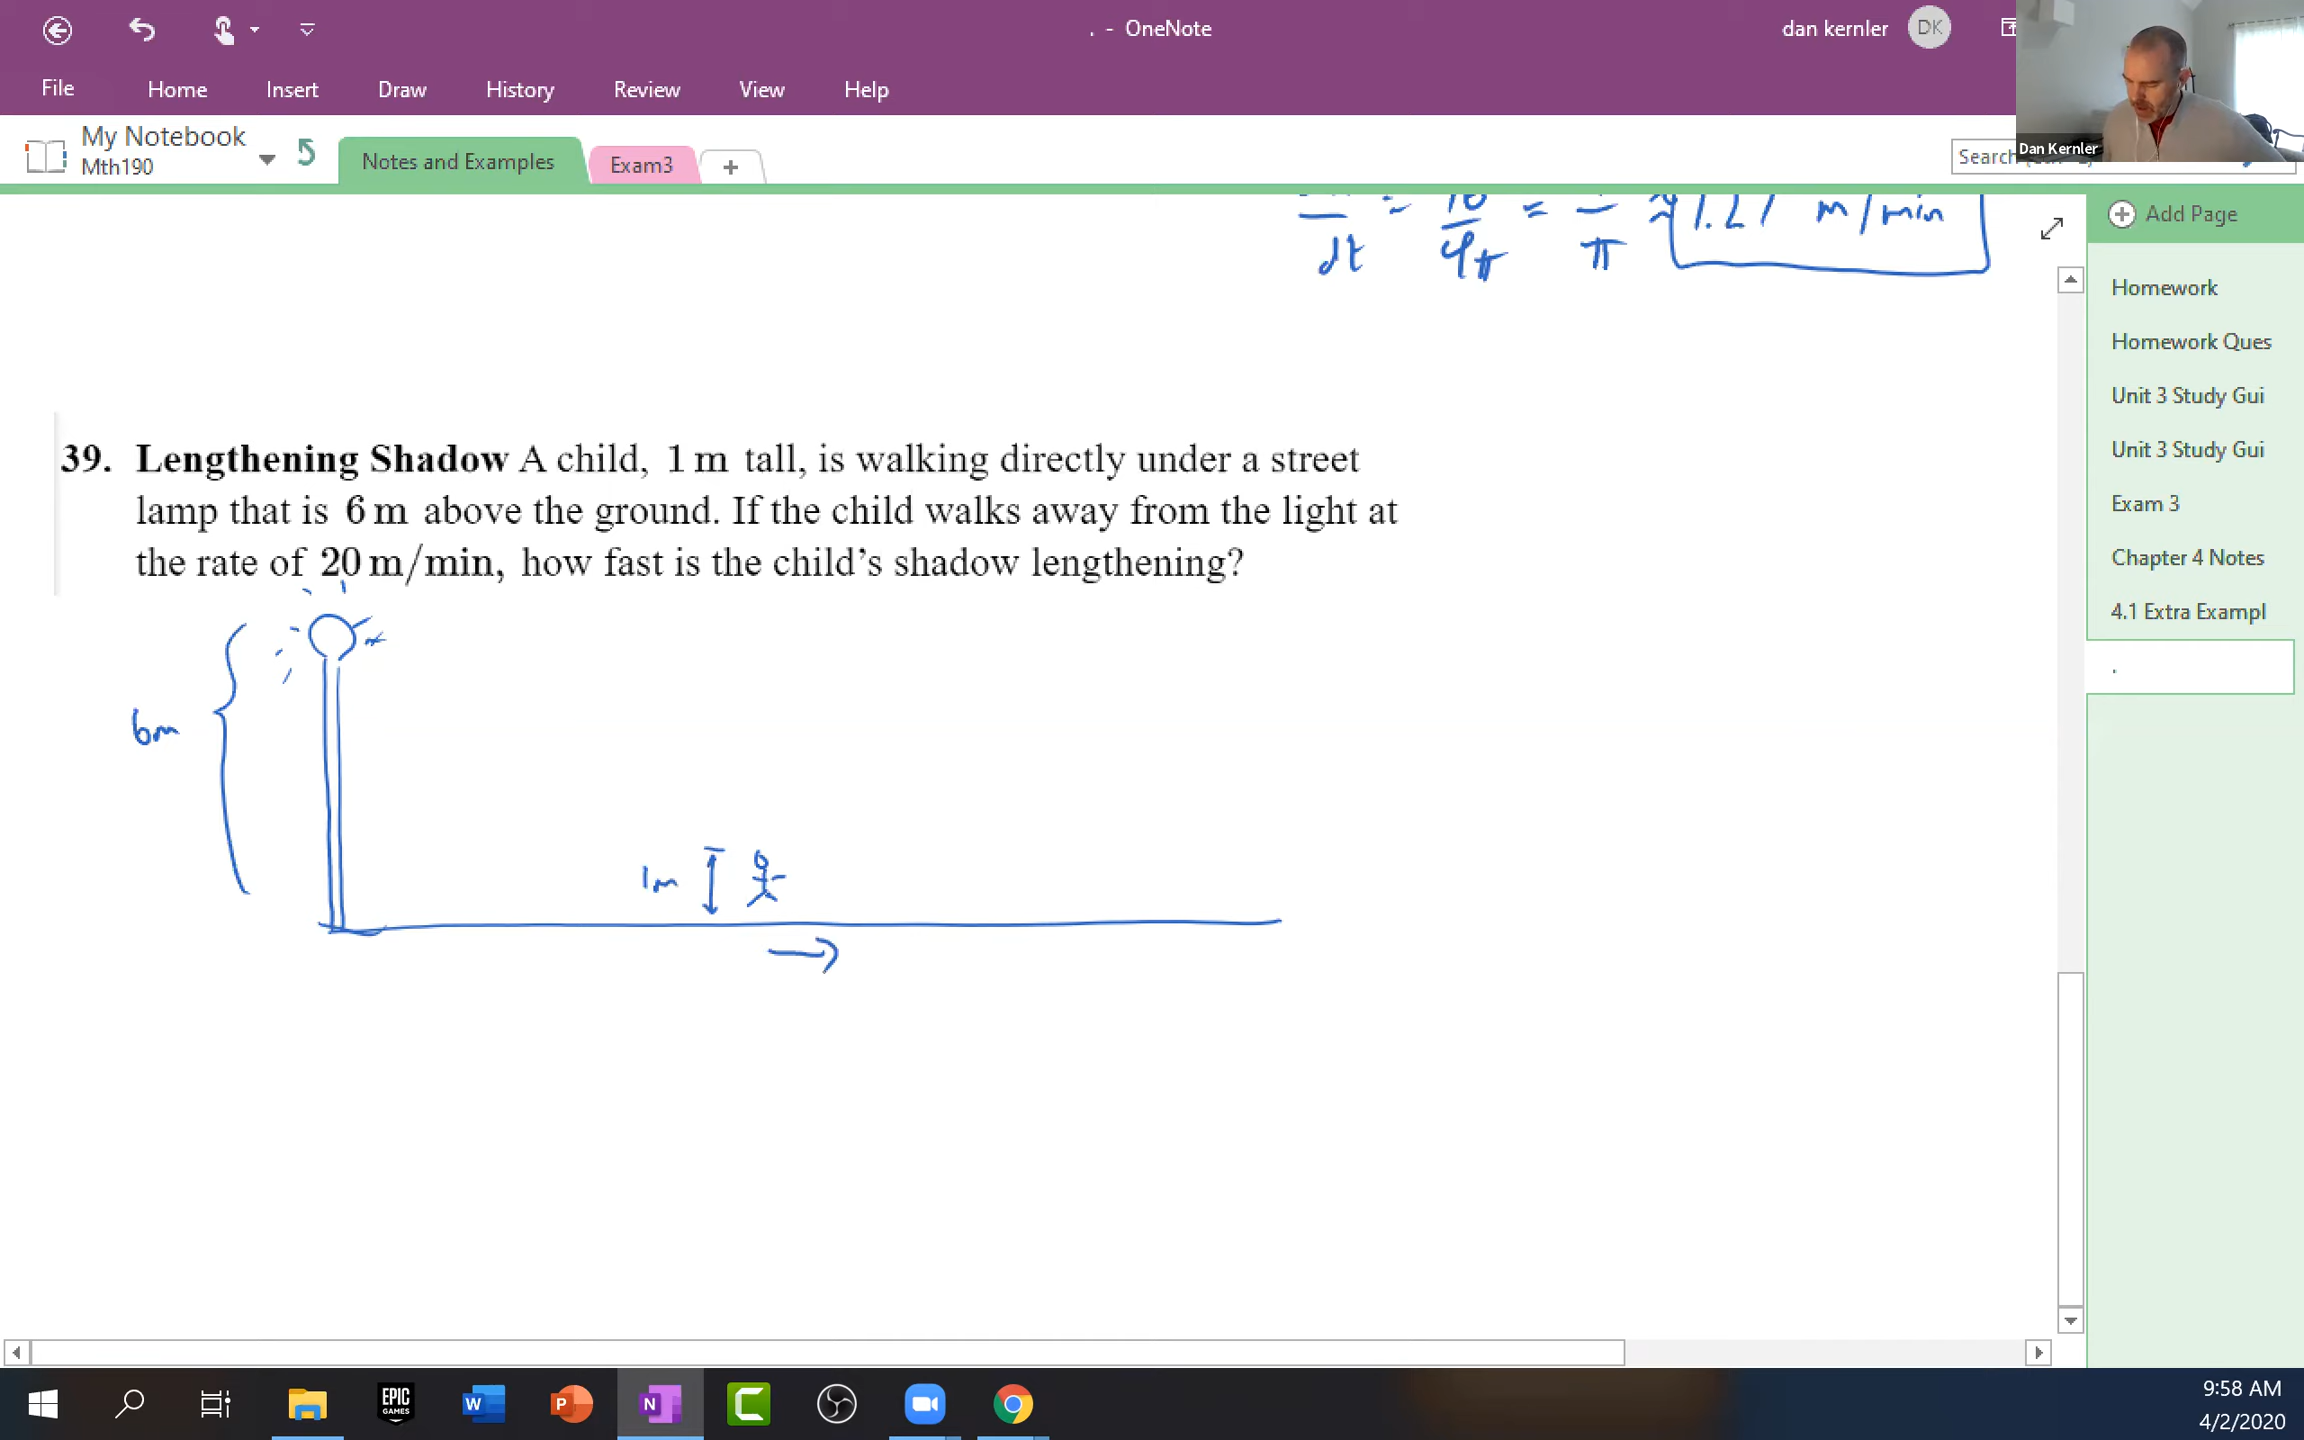 . - OneNote
dan kernler DK
File Home Insert Draw History Review View Help
My Notebook
Mth190
Notes and Examples
Exam3
Search
Dan Kernler
Add Page
dt = 4π = π ≈ 1.27 m/min
Homework
Homework Ques
Unit 3 Study Gui
Unit 3 Study Gui
Exam 3
Chapter 4 Notes
4.1 Extra Exampl
.
39. Lengthening Shadow A child, 1 m tall, is walking directly under a street
lamp that is 6 m above the ground. If the child walks away from the light at
the rate of 20 m/min, how fast is the child's shadow lengthening?
6m
1m
EPIC
GAMES
W
P
N
9:58 AM
4/2/2020